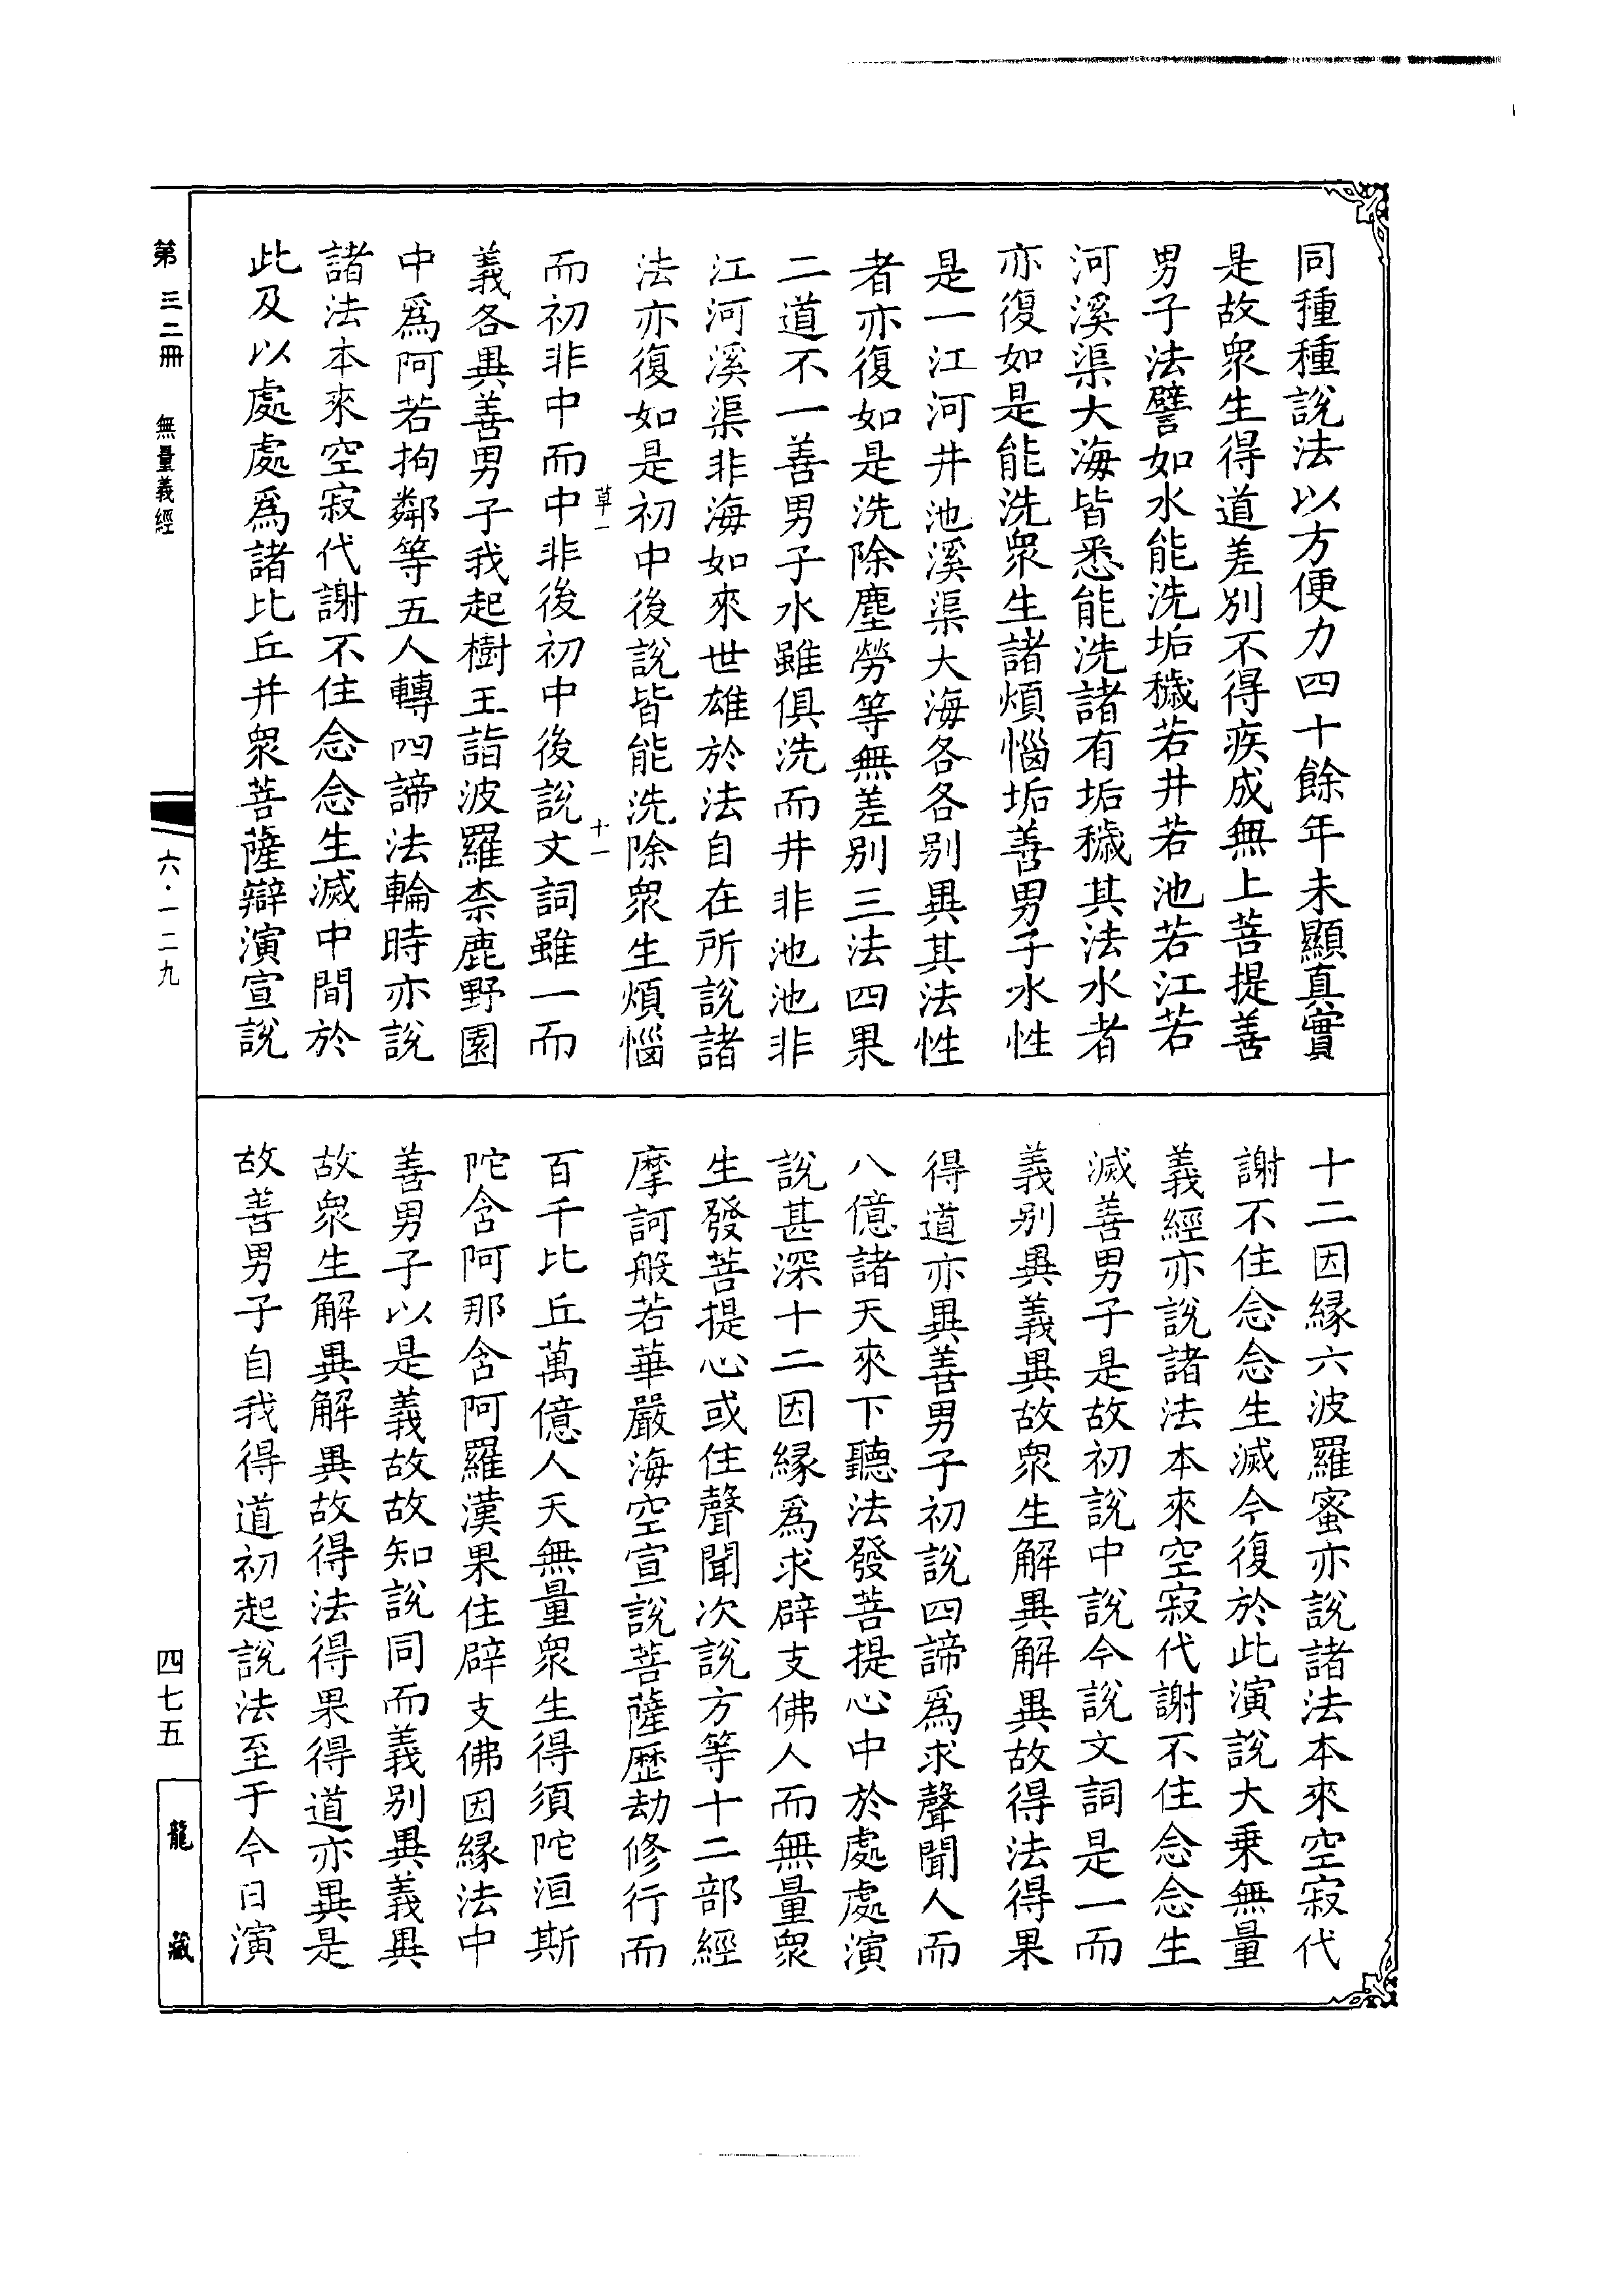 同種種說法以方便力四十餘年未顯真實
是故衆生得道差別不得疾成無上菩提善
男子法譬如水能洗垢穢若井若池若江若
河溪渠大海皆悉能洗諸有垢穢其法水者
亦復如是能洗衆生諸煩惱垢善男子水性
是一江河井池溪渠大海各各别異其法性
者亦復如是洗除塵勞等無差别三法四果
二道不一善男子水雖俱洗而井非池池非
江河溪渠非海如來世雄於法自在所說諸
法亦復如是初中後說皆能洗除衆生煩惱
草一
十一
而初非中而中非後初中後說文詞雖一而
義各異善男子我起樹王詣波羅柰鹿野園
中爲阿若拘鄰等五人轉四諦法輪時亦說
諸法本來空寂代謝不住念念生滅中間於
此及以處處爲諸比丘并衆菩薩辯演宣說
十二因縁六波羅蜜亦說諸法本來空寂代
謝不住念念生滅今復於此演說大乗無量
義經亦說諸法本來空寂代謝不住念念生
滅善男子是故初說中說今說文詞是一而
義别異義異故衆生解異解異故得法得果
得道亦異善男子初說四諦爲求聲聞人而
八億諸天來下聽法發菩提心中於處處演
說甚深十二因縁爲求辟支佛人而無量衆
生發菩提心或住聲聞次說方等十二部經
摩訶般若華嚴海空宣說菩薩歷劫修行而
百千比丘萬億人天無量衆生得須陀洹斯
陀含阿那含阿羅漢果住辟支佛因縁法中
善男子以是義故故知說同而義别異義異
故衆生解異解異故得法得果得道亦異是
故善男子自我得道初起說法至于今日演
第三二冊 無量義經
六·一二九
四七五
龍藏